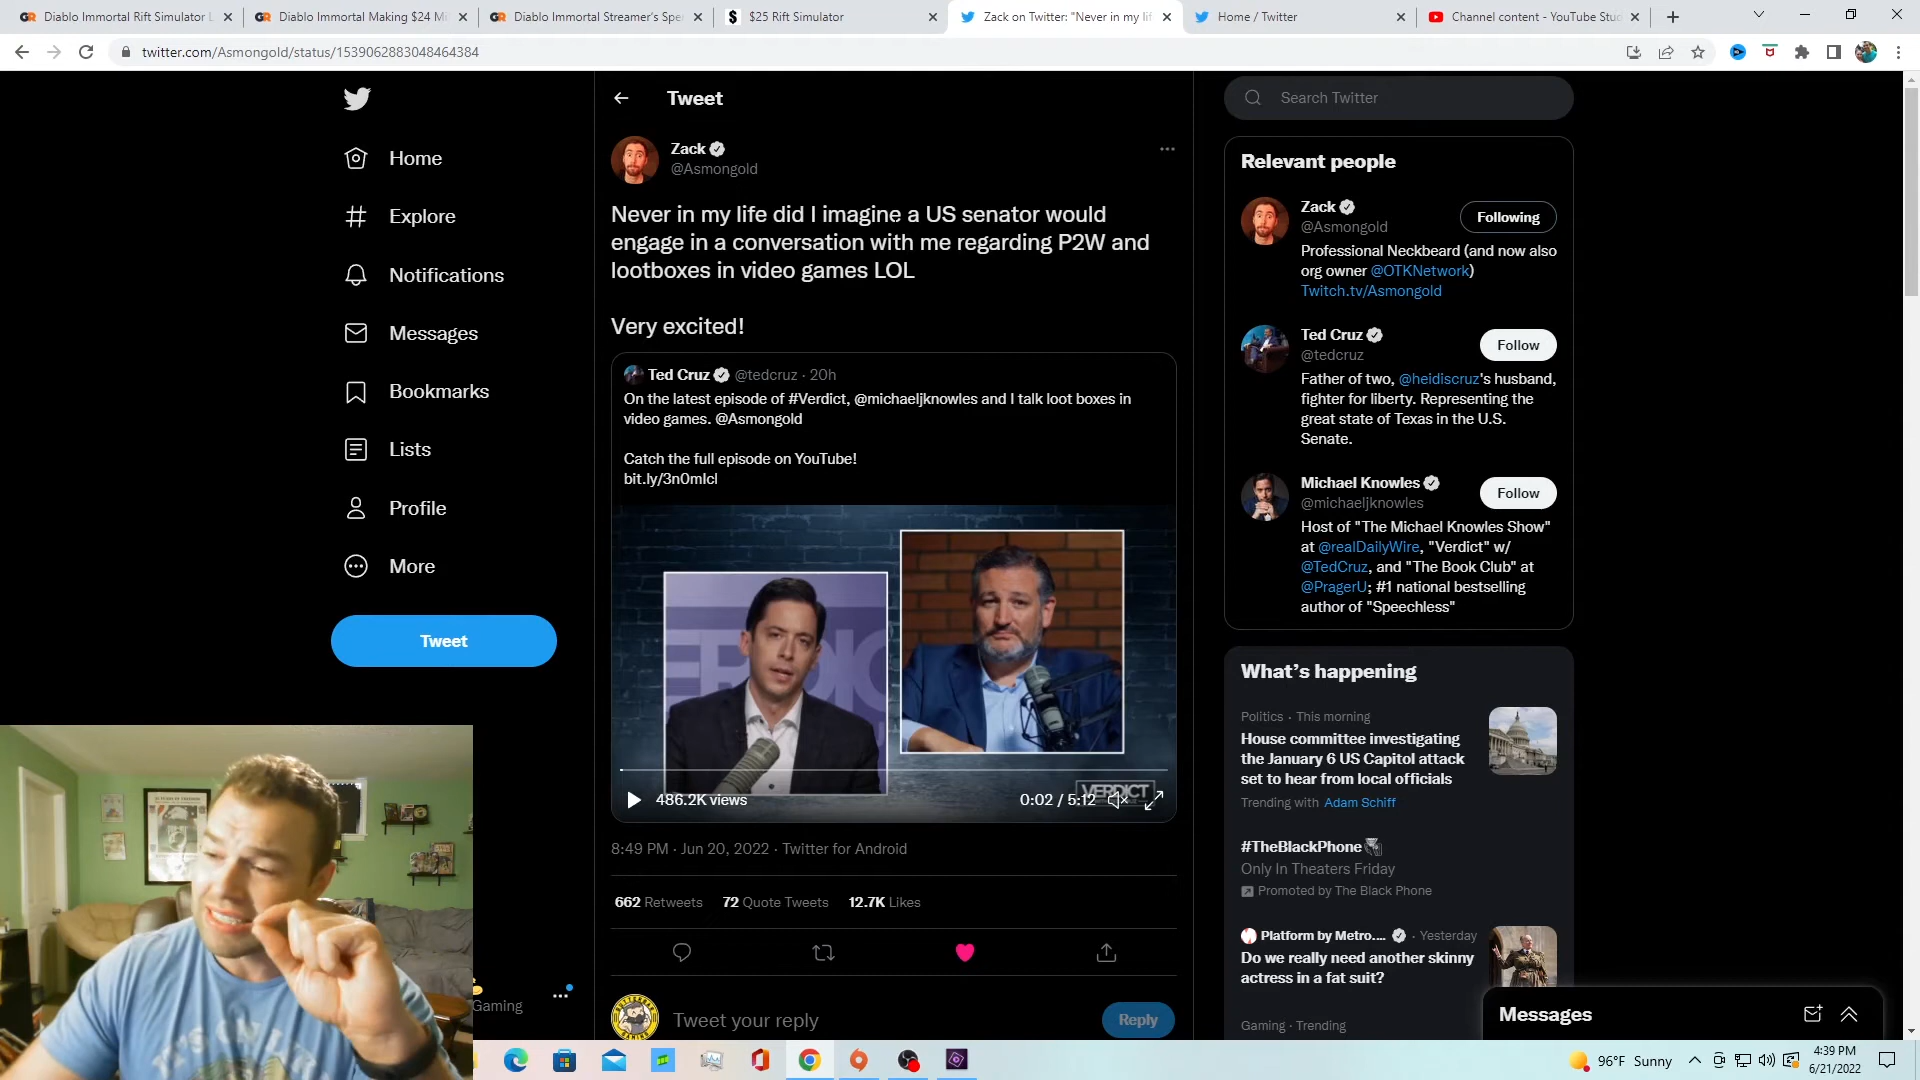 Diablo Immortal Rift Simulator L
Diablo Immortal Making $24 Mi
Diablo Immortal Streamer's Spe
$25 Rift Simulator
Zack on Twitter: "Never in my lif
Home / Twitter
Channel content - YouTube Stuc
twitter.com/Asmongold/status/1539062883048464384
Home
Explore
Notifications
Messages
Bookmarks
Lists
Profile
More
Tweet
Gaming
Tweet
Zack
@Asmongold
Never in my life did I imagine a US senator would
engage in a conversation with me regarding P2W and
lootboxes in video games LOL
Very excited!
Ted Cruz @tedcruz · 20h
On the latest episode of #Verdict, @michaeljknowles and I talk loot boxes in
video games. @Asmongold
Catch the full episode on YouTube!
bit.ly/3n0mIcl
VERDICT
486.2K views
0:02 / 5:12
8:49 PM · Jun 20, 2022 · Twitter for Android
662 Retweets 72 Quote Tweets 12.7K Likes
Tweet your reply
Reply
Search Twitter
Relevant people
Zack
@Asmongold
Following
Professional Neckbeard (and now also
org owner @OTKNetwork)
Twitch.tv/Asmongold
Ted Cruz
@tedcruz
Follow
Father of two, @heidiscruz's husband,
fighter for liberty. Representing the
great state of Texas in the U.S.
Senate.
Michael Knowles
@michaeljknowles
Follow
Host of "The Michael Knowles Show"
at @realDailyWire, "Verdict" w/
@TedCruz, and "The Book Club" at
@PragerU; #1 national bestselling
author of "Speechless"
What's happening
Politics · This morning
House committee investigating
the January 6 US Capitol attack
set to hear from local officials
Trending with Adam Schiff
#TheBlackPhone
Only In Theaters Friday
Promoted by The Black Phone
Platform by Metro.... · Yesterday
Do we really need another skinny
actress in a fat suit?
Gaming · Trending
Messages
96°F Sunny
4:39 PM
6/21/2022